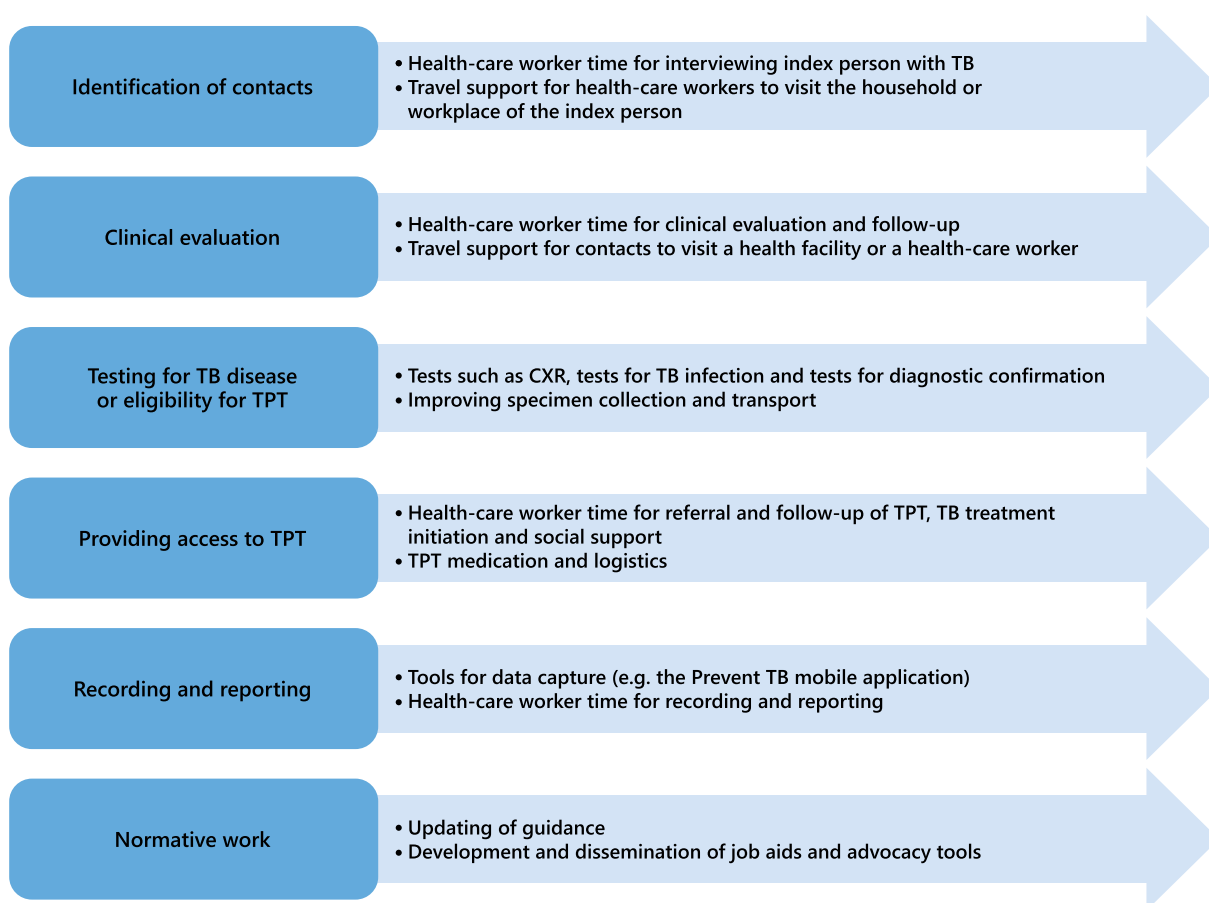 Identification of contacts
• Health-care worker time for interviewing index person with TB
• Travel support for health-care workers to visit the household or
workplace of the index person
Clinical evaluation
• Health-care worker time for clinical evaluation and follow-up
• Travel support for contacts to visit a health facility or a health-care worker
Testing for TB disease
or eligibility for TPT
• Tests such as CXR, tests for TB infection and tests for diagnostic confirmation
• Improving specimen collection and transport
Providing access to TPT
• Health-care worker time for referral and follow-up of TPT, TB treatment
initiation and social support
• TPT medication and logistics
Recording and reporting
• Tools for data capture (e.g. the Prevent TB mobile application)
• Health-care worker time for recording and reporting
Normative work
• Updating of guidance
• Development and dissemination of job aids and advocacy tools